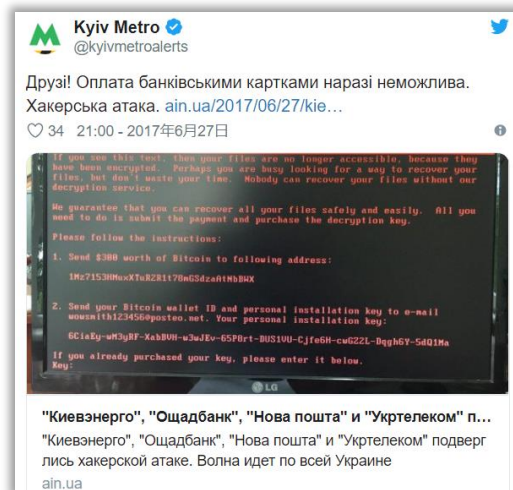 Kyiv Metro
@kyivmetroalerts
Друзі! Оплата банківськими картками наразі неможлива.
Хакерська атака. ain.ua/2017/06/27/kie…
34 21:00 - 2017年6月27日
If you see this text, then your files are no longer accessible, because they
have been encrypted. Perhaps you are busy looking for a way to recover your
files, but don't waste your time. Nobody can recover your files without our
decryption service.
We guarantee that you can recover all your files safely and easily. All you
need to do is submit the payment and purchase the decryption key.
Please follow the instructions:
1. Send $300 worth of Bitcoin to following address:
1Mz7153HMuxXTuR2R1t78mGSdzaAtNbBWX
2. Send your Bitcoin wallet ID and personal installation key to e-mail
wowsmith123456@posteo.net. Your personal installation key:
If you already purchased your key, please enter it below.
Key:
LG
"Киевэнерго", "Ощадбанк", "Нова пошта" и "Укртелеком" п...
"Киевэнерго", "Ощадбанк", "Нова пошта" и "Укртелеком" подверг
лись хакерской атаке. Волна идет по всей Украине
ain.ua